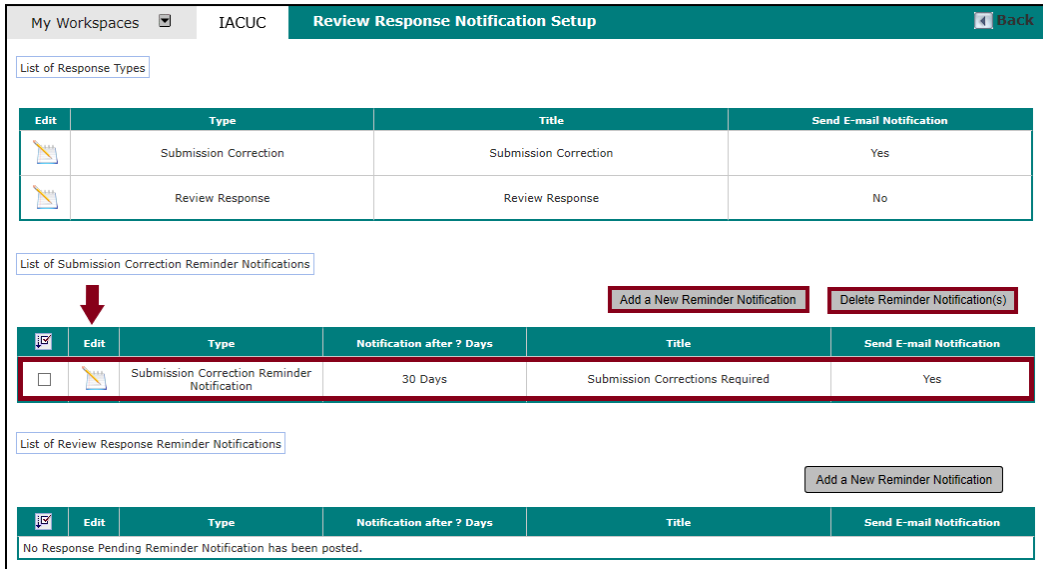 My Workspaces IACUC Review Response Notification Setup Back
List of Response Types
Edit Type Title Send E-mail Notification
Submission Correction Submission Correction Yes
Review Response Review Response No
List of Submission Correction Reminder Notifications
Add a New Reminder Notification Delete Reminder Notification(s)
Edit Type Notification after ? Days Title Send E-mail Notification
Submission Correction Reminder
Notification 30 Days Submission Corrections Required Yes
List of Review Response Reminder Notifications
Add a New Reminder Notification
Edit Type Notification after ? Days Title Send E-mail Notification
No Response Pending Reminder Notification has been posted.